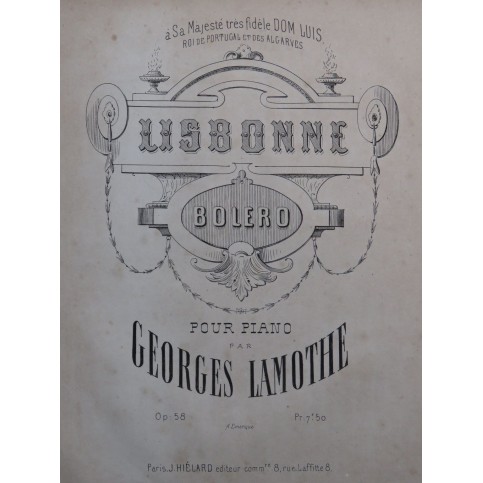 à Sa Majesté très fidèle DOM LUIS,
ROI DE PORTUGAL ET DES ALGARVES
LISBONNE
BOLERO
POUR PIANO
PAR
GEORGES LAMOTHE
Op: 58
Pr: 7f 50
Paris, J. HIÉLARD editeur commre 8, rue Laffitte 8.